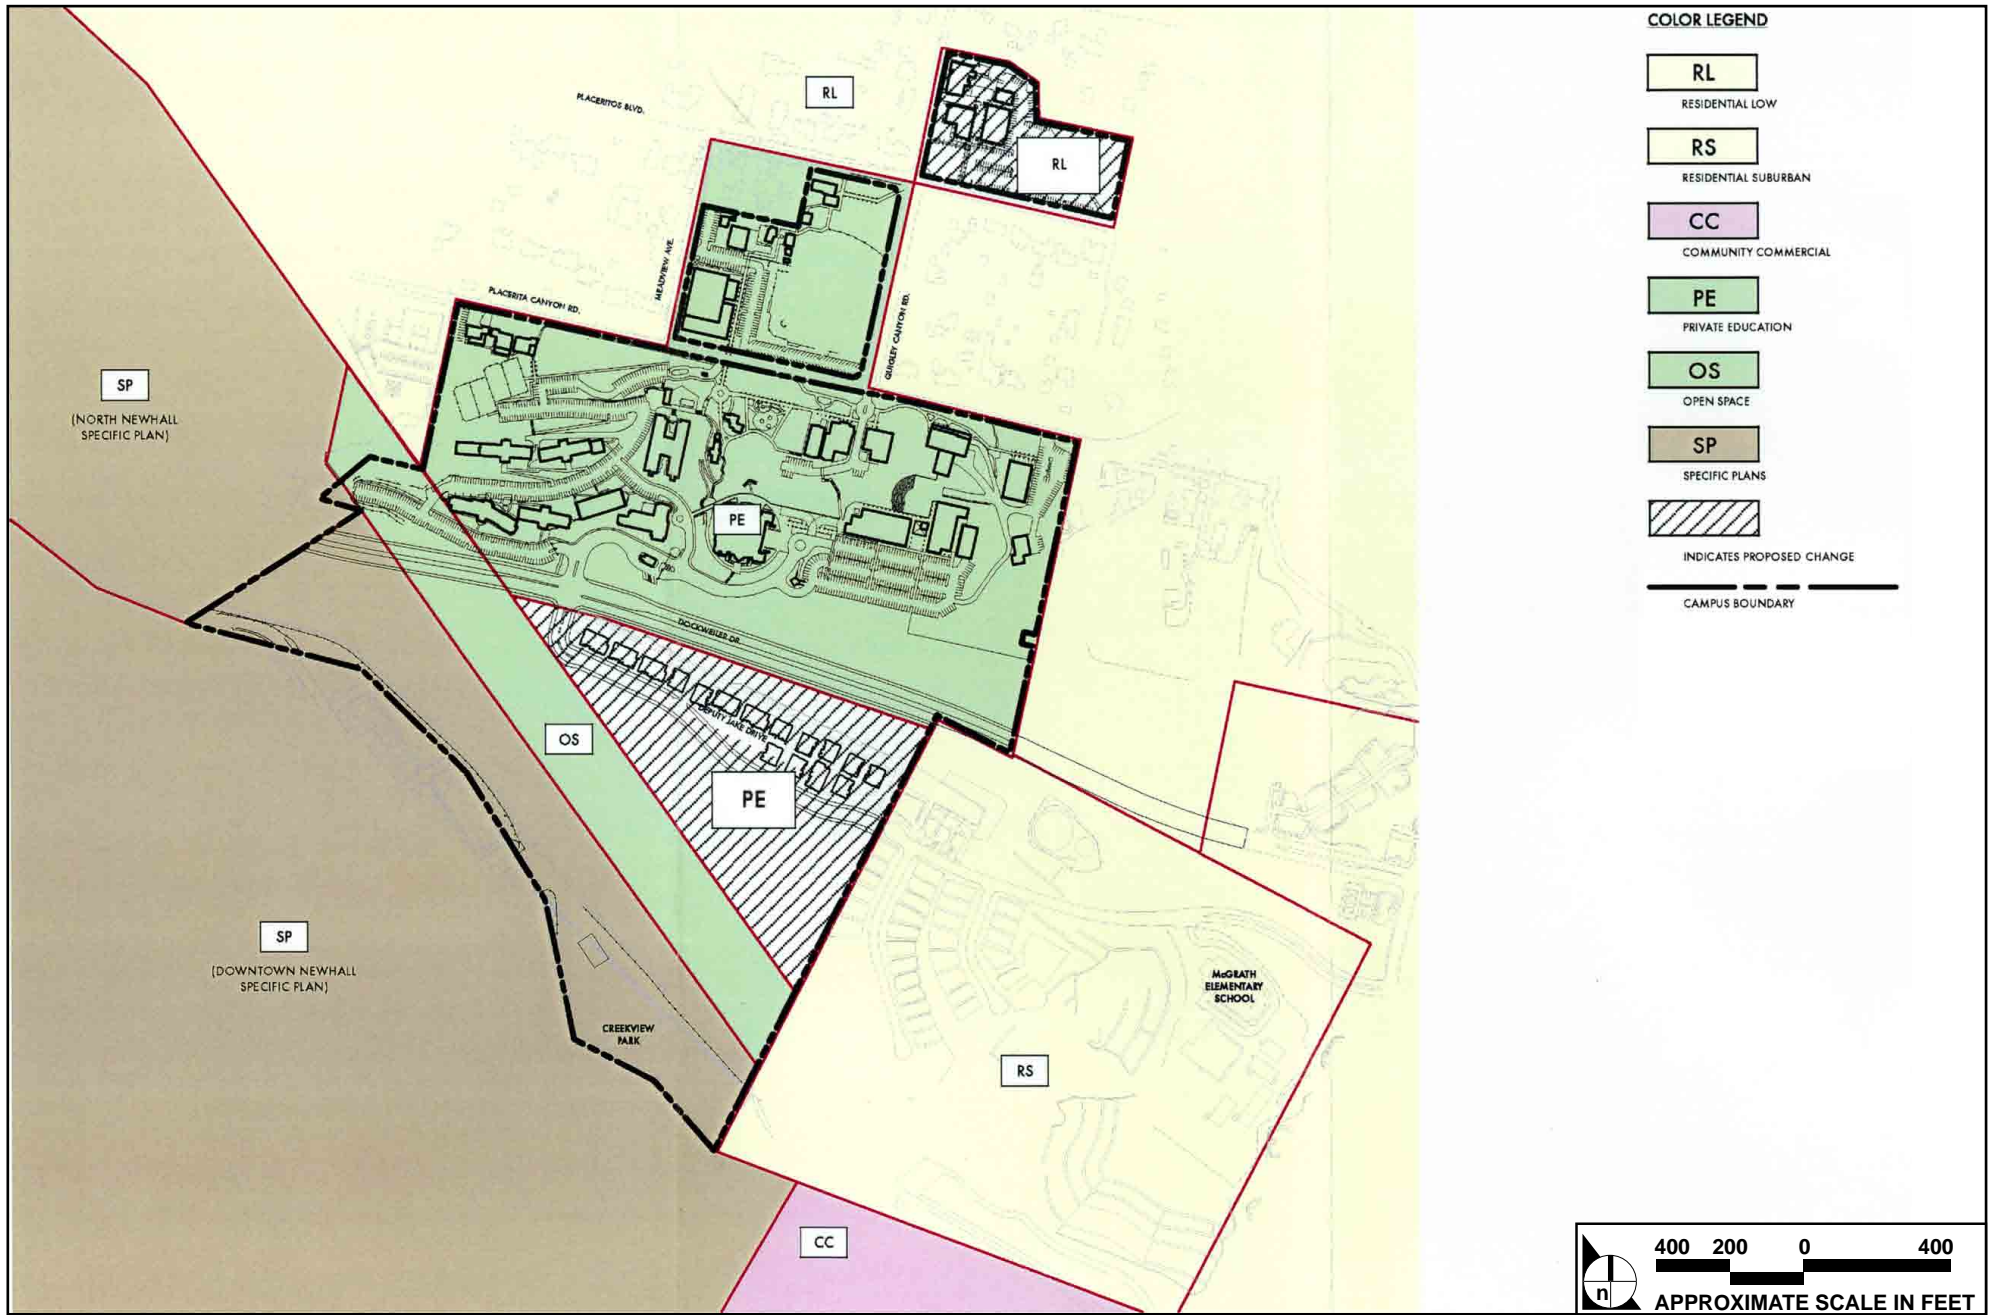 COLOR LEGEND
RL
RESIDENTIAL LOW
RS
RESIDENTIAL SUBURBAN
CC
COMMUNITY COMMERCIAL
PE
PRIVATE EDUCATION
OS
OPEN SPACE
SP
SPECIFIC PLANS
INDICATES PROPOSED CHANGE
CAMPUS BOUNDARY
PLACERITOS BLVD.
RL
RL
MEADVIEW AVE.
PLACERITA CANYON RD.
QUIGLEY CANYON RD.
SP
(NORTH NEWHALL
SPECIFIC PLAN)
PE
DOCKWEILER DR.
OS
DEPUTY JAKE DRIVE
PE
SP
(DOWNTOWN NEWHALL
SPECIFIC PLAN)
CREEKVIEW
PARK
McGRATH
ELEMENTARY
SCHOOL
RS
CC
n
400 200 0 400
APPROXIMATE SCALE IN FEET